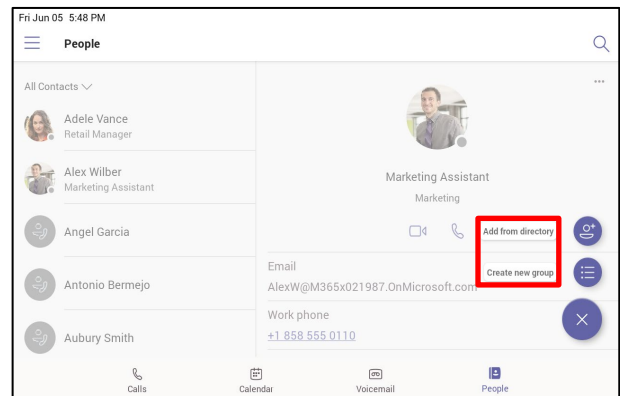 Fri Jun 05 5:48 PM
People
All Contacts
Adele Vance
Retail Manager
Alex Wilber
Marketing Assistant
Angel Garcia
Antonio Bermejo
Aubury Smith
Marketing Assistant
Marketing
Add from directory
Create new group
Email
AlexW@M365x021987.OnMicrosoft.com
Work phone
+1 858 555 0110
Calls
Calendar
Voicemail
People